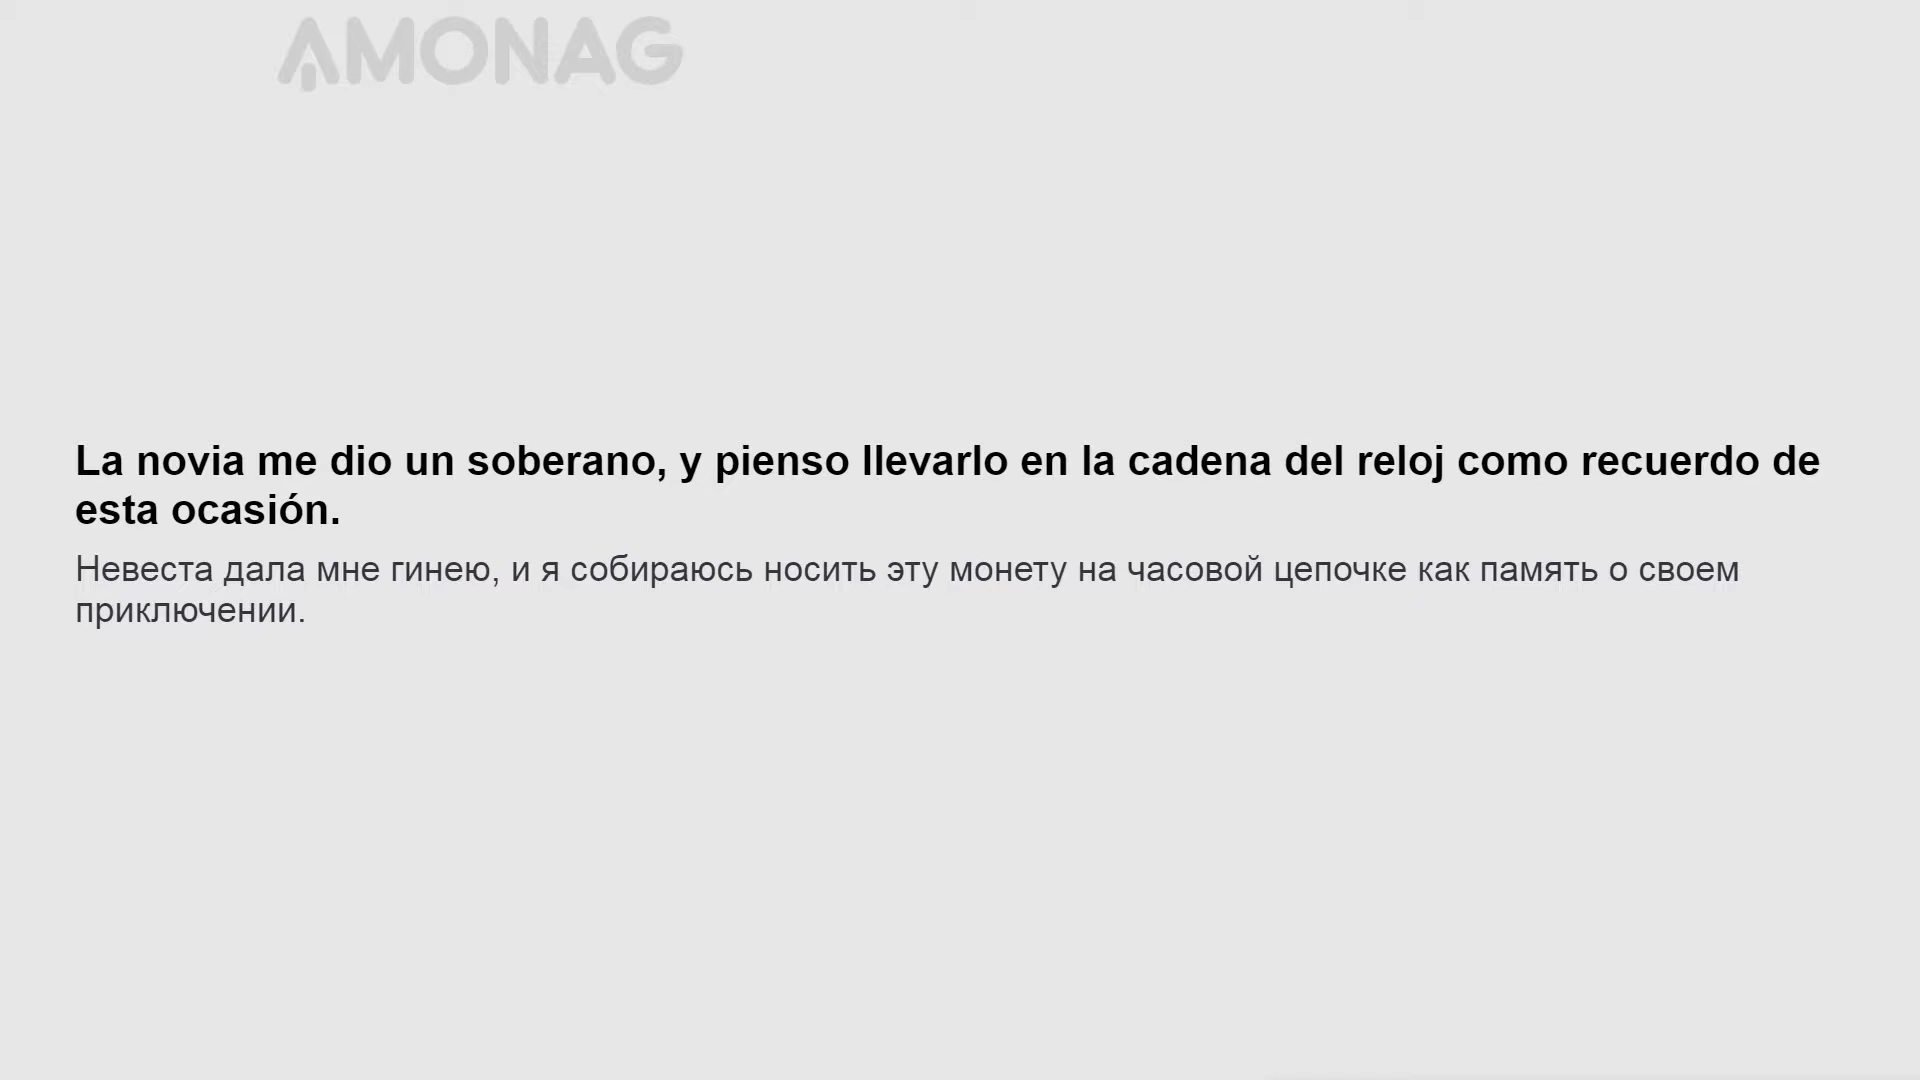 AMONAG
La novia me dio un soberano, y pienso llevarlo en la cadena del reloj como recuerdo de
esta ocasión.
Невеста дала мне гинею, и я собираюсь носить эту монету на часовой цепочке как память о своем
приключении.